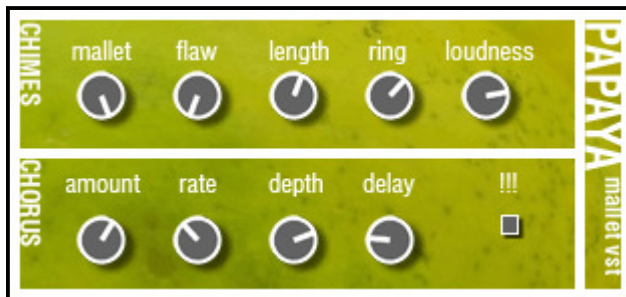 CHIMES
mallet flaw length ring loudness
CHORUS
amount rate depth delay !!!
PAPAYA
mallet vst